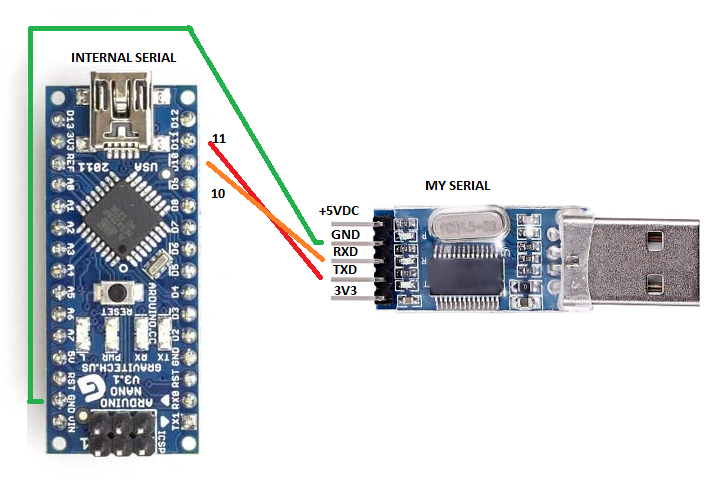 INTERNAL SERIAL
D13
3V3
REF
A0
A1
A2
A3
A4
A5
A6
A7
5V
RST
GND
VIN
D12
D11
D10
D9
D8
D7
D6
D5
D4
D3
D2
GND
RST
RX0
TX1
USA
2011
RESET
ARDUINO.CC
L
PWR
RX
TX
GRAVITECH.US
ARDUINO
NANO
V3.1
ICSP
1
11
10
MY SERIAL
+5VDC
GND
RXD
TXD
3V3
P
R
T